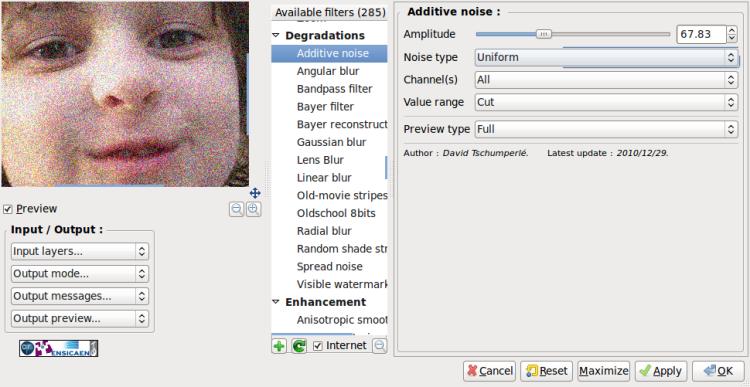 Preview
Input / Output :
Input layers...
Output mode...
Output messages...
Output preview...
ENSICAEN
Available filters (285)
Degradations
Additive noise
Angular blur
Bandpass filter
Bayer filter
Bayer reconstruct
Gaussian blur
Lens Blur
Linear blur
Old-movie stripes
Oldschool 8bits
Radial blur
Random shade str
Spread noise
Visible watermark
Enhancement
Anisotropic smoot
Internet
Additive noise :
Amplitude 67.83
Noise type Uniform
Channel(s) All
Value range Cut
Preview type Full
Author : David Tschumperlé. Latest update : 2010/12/29.
Cancel Reset Maximize Apply OK